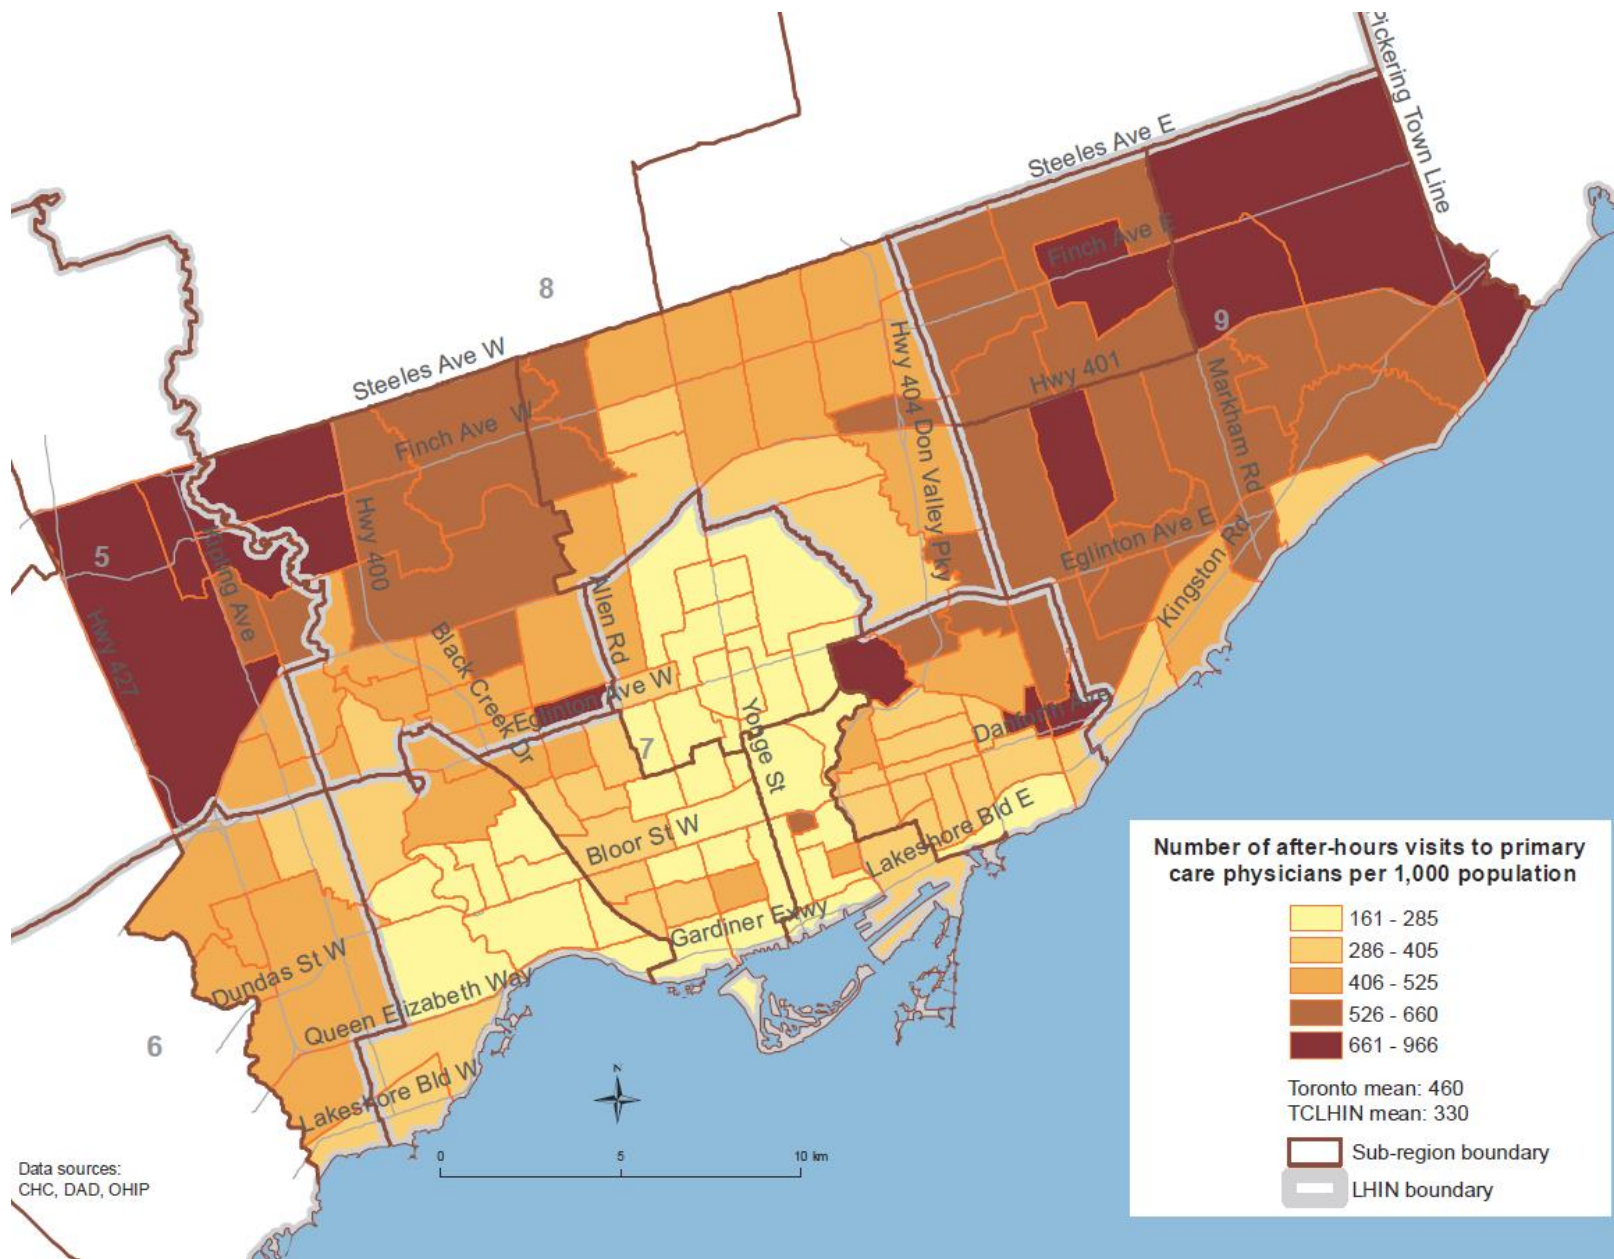 Pickering Town Line
Steeles Ave E
Finch Ave E
8
9
Steeles Ave W
Hwy 404
Hwy 401
Finch Ave W
Don Valley Pky
Markham Rd
Hwy 400
5
Ave
Eglinton Ave E
Allen Rd
Kingston Rd
Hwy 427
Black Creek Dr
Eglinton Ave W
Danforth Ave
7
Yonge St
Bloor St W
Lakeshore Bld E
Gardiner Exwy
Dundas St W
Queen Elizabeth Way
6
Lakeshore Bld W
N
0 5 10 km
Data sources:
CHC, DAD, OHIP
Number of after-hours visits to primary
care physicians per 1,000 population
161 - 285
286 - 405
406 - 525
526 - 660
661 - 966
Toronto mean: 460
TCLHIN mean: 330
Sub-region boundary
LHIN boundary